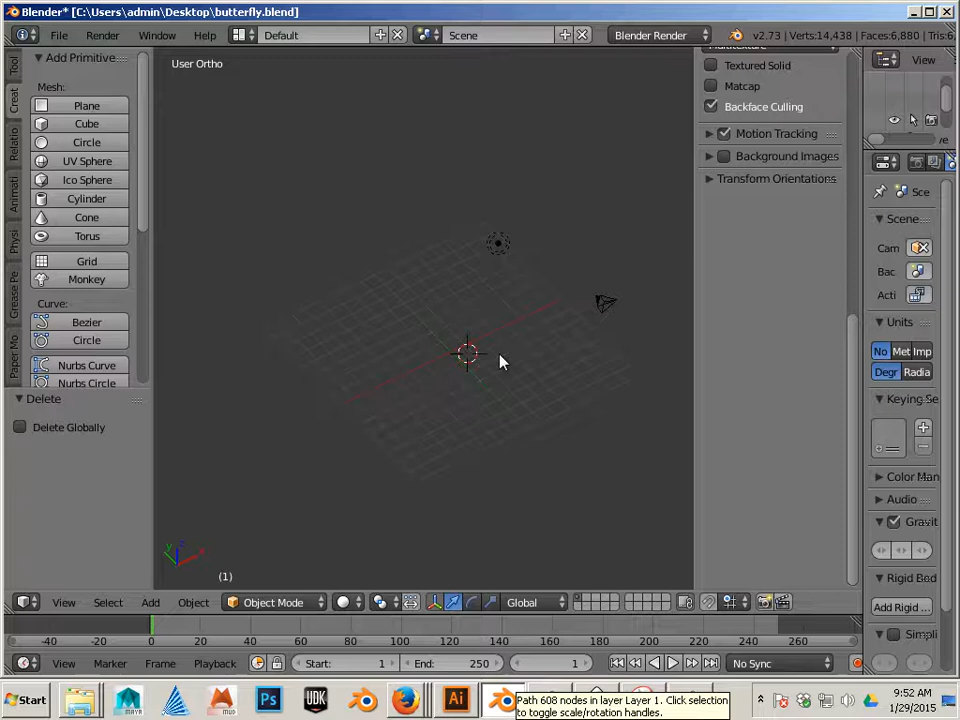 Blender* [C:\Users\admin\Desktop\butterfly.blend]
File Render Window Help Default Scene Blender Render v2.73 | Verts:14,438 | Faces:6,880 | Tris:6,
Tool
Creat
Relatio
Animati
Physi
Grease Pe
Paper Mo
Add Primitive
Mesh:
Plane
Cube
Circle
UV Sphere
Ico Sphere
Cylinder
Cone
Torus
Grid
Monkey
Curve:
Bezier
Circle
Nurbs Curve
Nurbs Circle
Delete
Delete Globally
User Ortho
(1)
Multitexture
Textured Solid
Matcap
Backface Culling
Motion Tracking
Background Images
Transform Orientations
View
Sce
Scene
Cam
Bac
Acti
Units
No Met Imp
Degr Radia
Keying Se
Color Man
Audio
Gravit
Rigid Bod
Add Rigid ...
Simpli
View Select Add Object Object Mode Global
-40 -20 0 20 40 60 80 100 120 140 160 180 200 220 240 260
View Marker Frame Playback Start: 1 End: 250 1 No Sync
Start MAYA MUD Ps UDK Ai
Path 608 nodes in layer Layer 1. Click selection
to toggle scale/rotation handles.
9:52 AM
1/29/2015